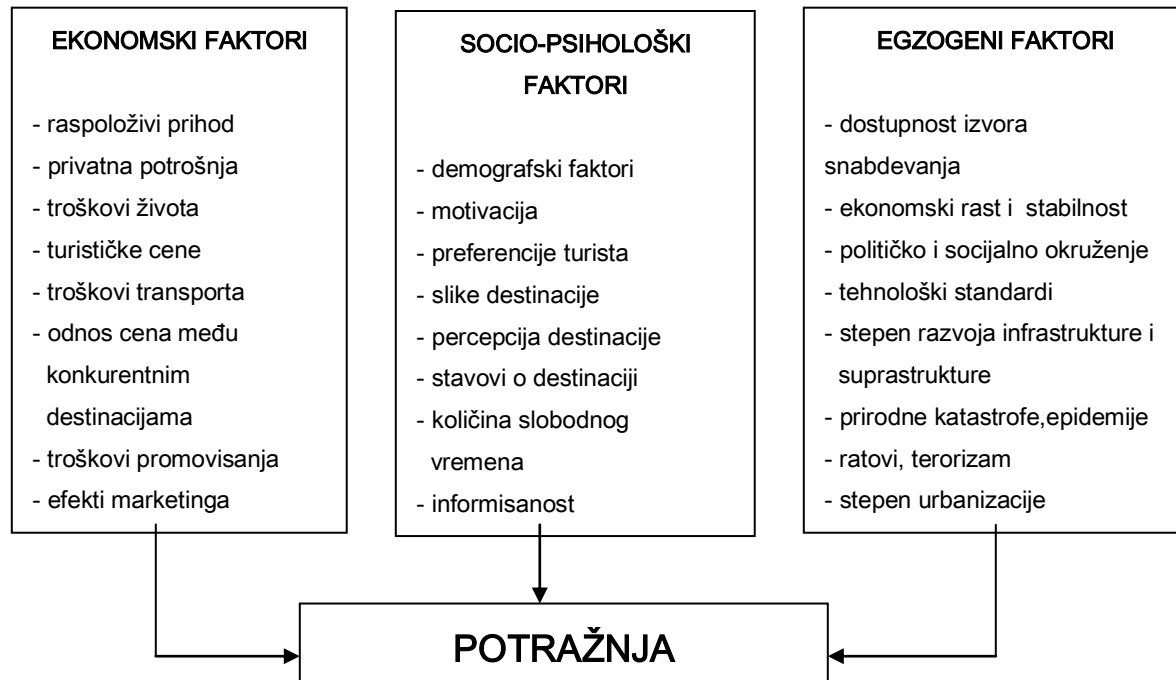 EKONOMSKI FAKTORI
- raspoloživi prihod
- privatna potrošnja
- troškovi života
- turističke cene
- troškovi transporta
- odnos cena među
konkurentnim
destinacijama
- troškovi promovisanja
- efekti marketinga
SOCIO-PSIHOLOŠKI
FAKTORI
- demografski faktori
- motivacija
- preferencije turista
- slike destinacije
- percepcija destinacije
- stavovi o destinaciji
- količina slobodnog
vremena
- informisanost
EGZOGENI FAKTORI
- dostupnost izvora
snabdevanja
- ekonomski rast i  stabilnost
- političko i socijalno okruženje
- tehnološki standardi
- stepen razvoja infrastrukture i
suprastrukture
- prirodne katastrofe,epidemije
- ratovi, terorizam
- stepen urbanizacije
POTRAŽNJA